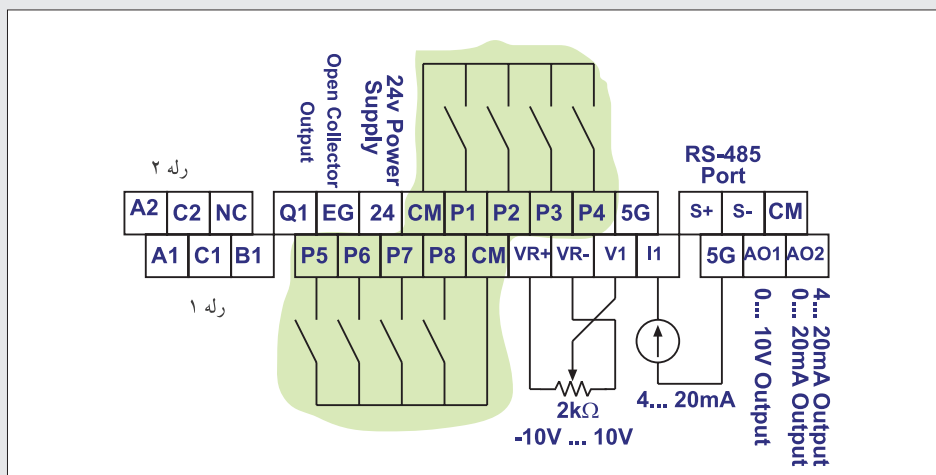 Open Collector
Output
24v Power
Supply
RS-485
Port
رله ۲
A2 C2 NC Q1 EG 24 CM P1 P2 P3 P4 5G S+ S- CM
A1 C1 B1 P5 P6 P7 P8 CM VR+ VR- V1 I1 5G AO1 AO2
رله ۱
2kΩ
-10V ... 10V
4... 20mA
0... 10V Output
0... 20mA Output
4... 20mA Output